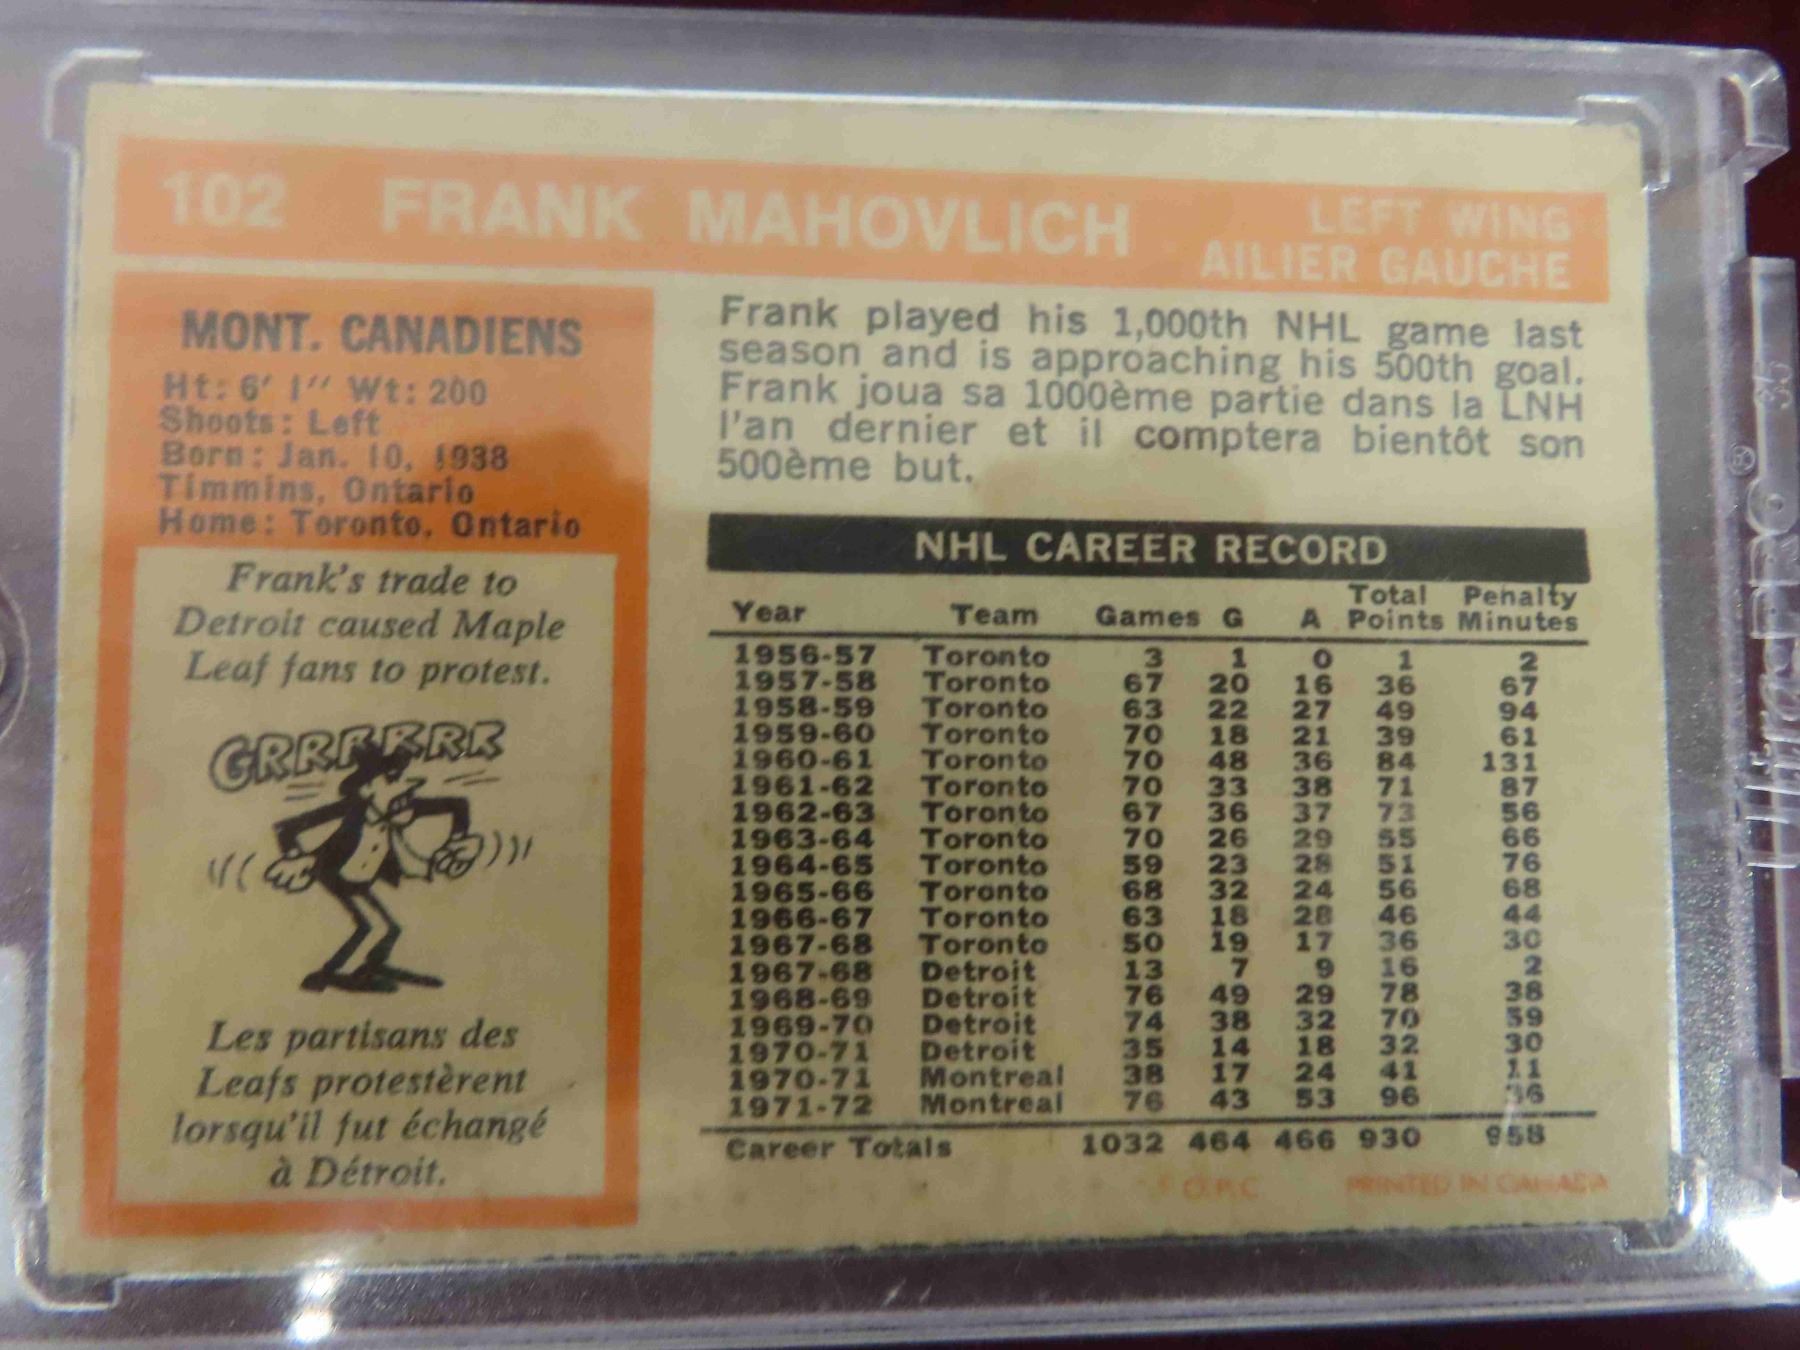 102 FRANK MAHOVLICH
LEFT WING
AILIER GAUCHE
MONT. CANADIENS
Ht: 6' 1'' Wt: 200
Shoots: Left
Born: Jan. 10, 1938
Timmins, Ontario
Home: Toronto, Ontario
Frank's trade to
Detroit caused Maple
Leaf fans to protest.
GRRRRRR
Les partisans des
Leafs protestèrent
lorsqu'il fut échangé
à Détroit.
Frank played his 1,000th NHL game last
season and is approaching his 500th goal.
Frank joua sa 1000ème partie dans la LNH
l'an dernier et il comptera bientôt son
500ème but.
NHL CAREER RECORD
Year Team Games G A Total Points Penalty Minutes
1956-57 Toronto 3 1 0 1 2
1957-58 Toronto 67 20 16 36 67
1958-59 Toronto 63 22 27 49 94
1959-60 Toronto 70 18 21 39 61
1960-61 Toronto 70 48 36 84 131
1961-62 Toronto 70 33 38 71 87
1962-63 Toronto 67 36 37 73 56
1963-64 Toronto 70 26 29 55 66
1964-65 Toronto 59 23 28 51 76
1965-66 Toronto 68 32 24 56 68
1966-67 Toronto 63 18 28 46 44
1967-68 Toronto 50 19 17 36 30
1967-68 Detroit 13 7 9 16 2
1968-69 Detroit 76 49 29 78 38
1969-70 Detroit 74 38 32 70 59
1970-71 Detroit 35 14 18 32 30
1970-71 Montreal 38 17 24 41 11
1971-72 Montreal 76 43 53 96 36
Career Totals 1032 464 466 930 958
O.P.C. PRINTED IN CANADA
UltraPRO® 35